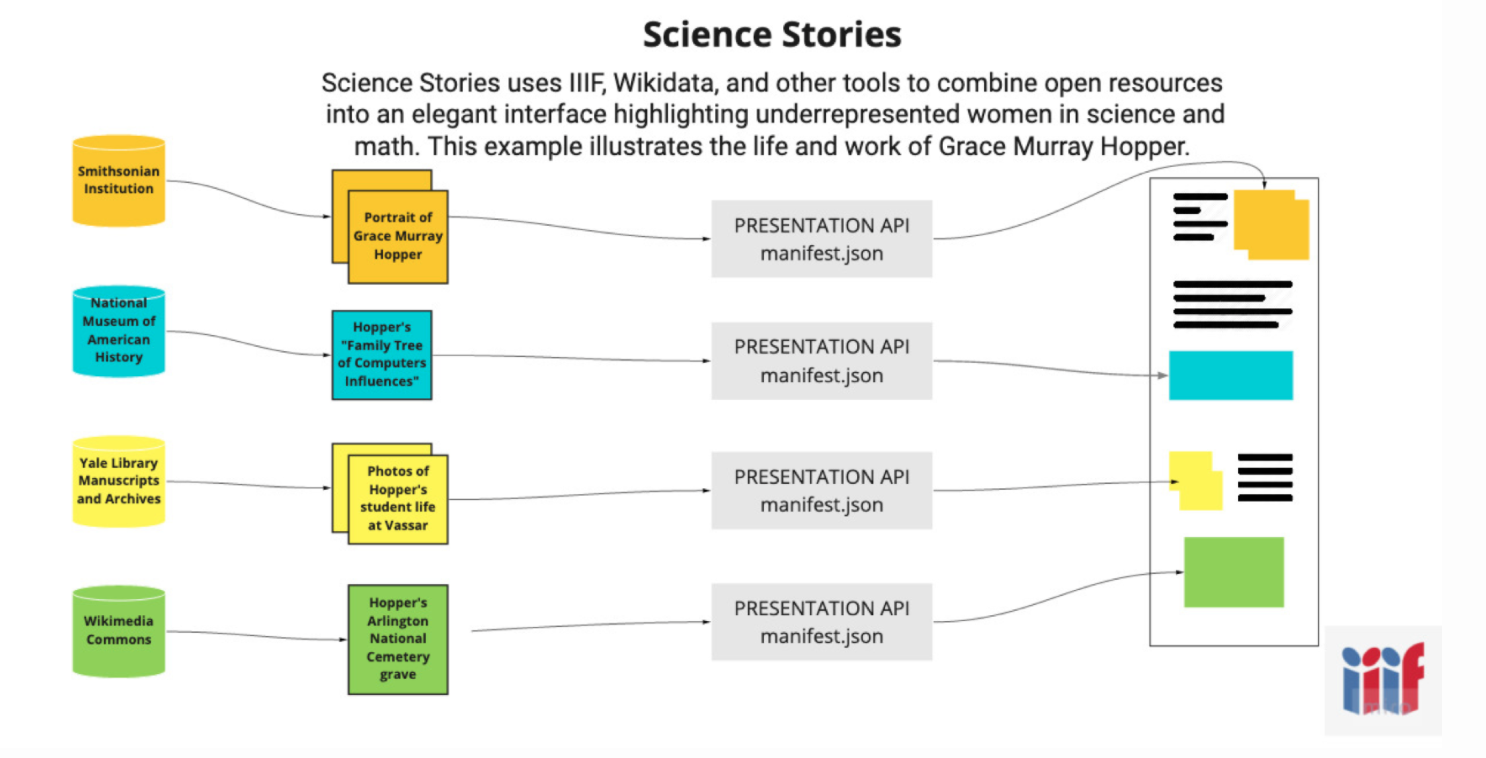 Science Stories
Science Stories uses IIIF, Wikidata, and other tools to combine open resources
into an elegant interface highlighting underrepresented women in science and
math. This example illustrates the life and work of Grace Murray Hopper.
Smithsonian
Institution
Portrait of
Grace Murray
Hopper
PRESENTATION API
manifest.json
National
Museum of
American
History
Hopper's
"Family Tree
of Computers
Influences"
PRESENTATION API
manifest.json
Yale Library
Manuscripts
and Archives
Photos of
Hopper's
student life
at Vassar
PRESENTATION API
manifest.json
Wikimedia
Commons
Hopper's
Arlington
National
Cemetery
grave
PRESENTATION API
manifest.json
iiif